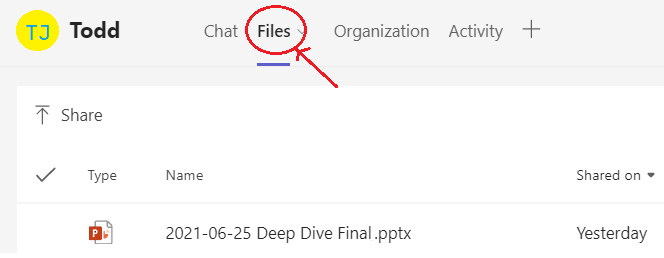 TJ Todd Chat Files Organization Activity
Share
Type Name Shared on
2021-06-25 Deep Dive Final.pptx Yesterday